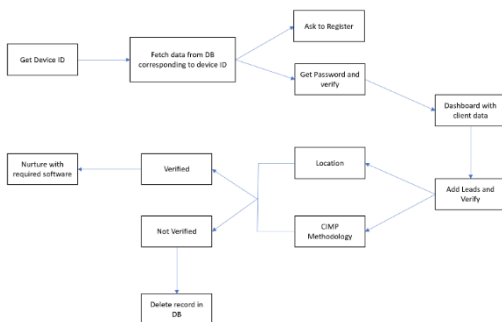 Ask to Register
Get Device ID
Fetch data from DB
corresponding to device ID
Get Password and
verify
Dashboard with
client data
Nurture with
required software
Verified
Location
Add Leads and
Verify
Not Verified
CIMP
Methodology
Delete record in
DB